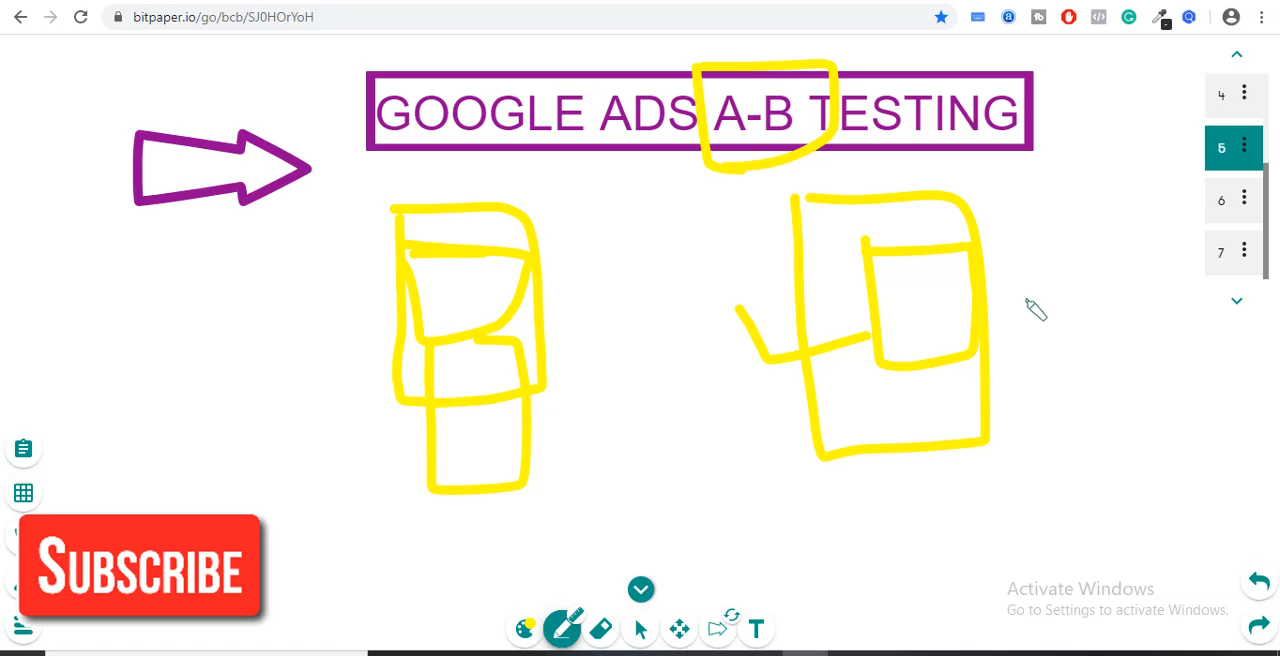 bitpaper.io/go/bcb/SJ0HOrYoH
GOOGLE ADS A-B TESTING
4
5
6
7
SUBSCRIBE
Activate Windows
Go to Settings to activate Windows.
T